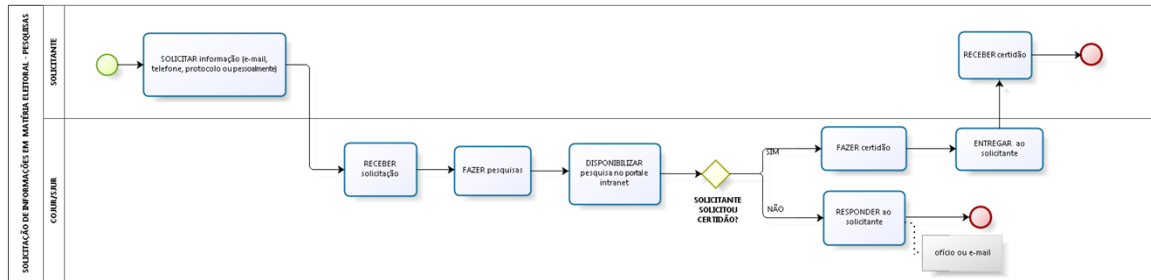 SOLICITAÇÃO DE INFORMAÇÕES EM MATÉRIA ELEITORAL - PESQUISAS
SOLICITANTE
SOLICITAR informação (e-mail,
telefone, protocolo ou pessoalmente)
RECEBER certidão
COJUR/SJUR
RECEBER
solicitação
FAZER pesquisas
DISPONIBILIZAR
pesquisa no portal e
intranet
SOLICITANTE
SOLICITOU
CERTIDÃO?
SIM
FAZER certidão
ENTREGAR ao
solicitante
NÃO
RESPONDER ao
solicitante
ofício ou e-mail